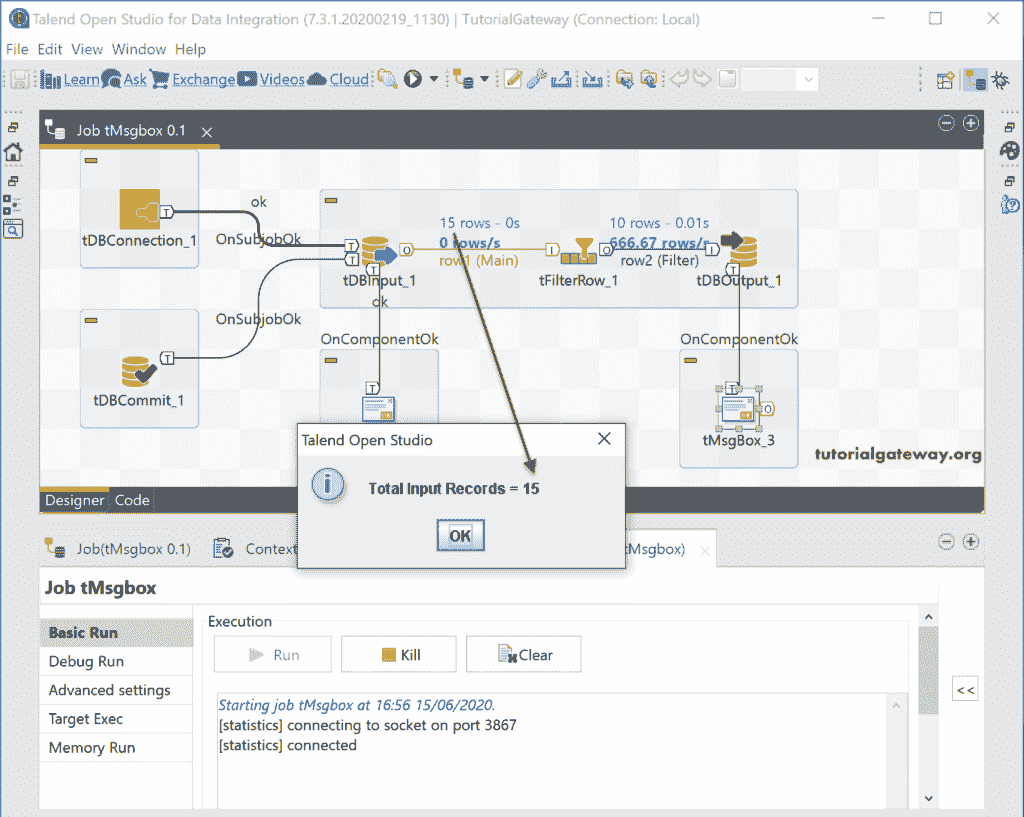 Talend Open Studio for Data Integration (7.3.1.20200219_1130) | TutorialGateway (Connection: Local)
File Edit View Window Help
Learn Ask Exchange Videos Cloud
Job tMsgbox 0.1
ok
15 rows - 0s
10 rows - 0.01s
T
tDBConnection_1
OnSubjobOk
T
T
O
0 rows/s
I
O
666.67 rows/s
I
row1 (Main)
row2 (Filter)
T
tDBInput_1
tFilterRow_1
T
tDBOutput_1
ok
OnSubjobOk
OnComponentOk
OnComponentOk
T
tDBCommit_1
T
T
O
tMsgBox_3
tutorialgateway.org
Talend Open Studio
Total Input Records = 15
OK
Designer Code
Job(tMsgbox 0.1)
Context
tMsgbox)
Job tMsgbox
Basic Run
Debug Run
Advanced settings
Target Exec
Memory Run
Execution
Run Kill Clear
<<
Starting job tMsgbox at 16:56 15/06/2020.
[statistics] connecting to socket on port 3867
[statistics] connected